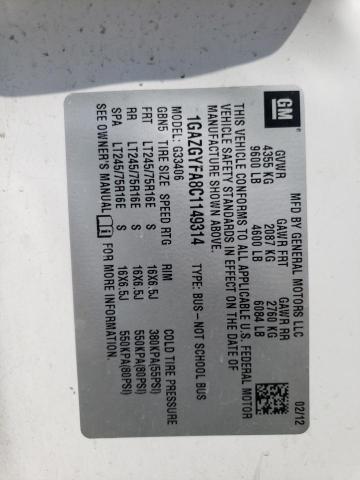 GM
MFD BY GENERAL MOTORS LLC 02/12
GVWR GAWR FRT GAWR RR
4355 KG 2087 KG 2760 KG
9600 LB 4600 LB 6084 LB
THIS VEHICLE CONFORMS TO ALL APPLICABLE U.S. FEDERAL MOTOR
VEHICLE SAFETY STANDARDS IN EFFECT ON THE DATE OF
MANUFACTURE SHOWN ABOVE.
1GAZGYFA8C1149314 TYPE: BUS-NOT SCHOOL BUS
G33406
GBN5 TIRE SIZE SPEED RTG RIM COLD TIRE PRESSURE
FRT LT245/75R16E S 16X6.5J 380KPA(55PSI)
RR LT245/75R16E S 16X6.5J 550KPA(80PSI)
SPA LT245/75R16E S 16X6.5J 550KPA(80PSI)
SEE OWNER'S MANUAL FOR MORE INFORMATION.